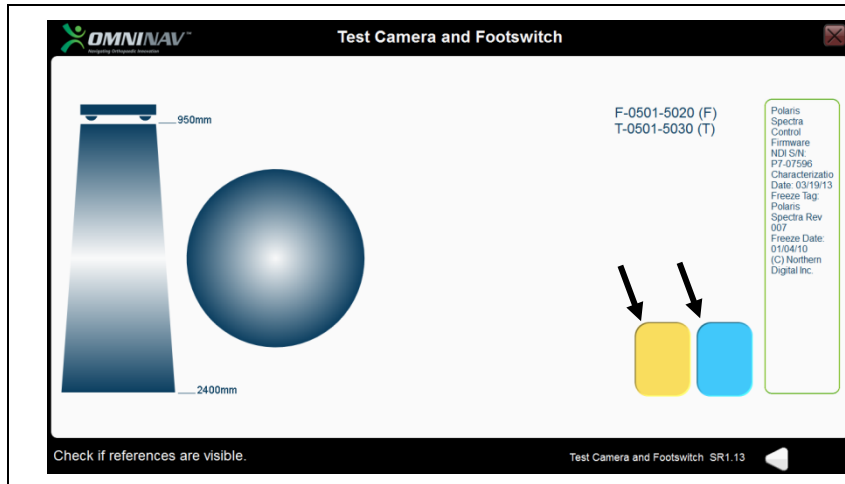 OMNINAV™
Navigating Orthopaedic Innovation
Test Camera and Footswitch
950mm
2400mm
F-0501-5020 (F)
T-0501-5030 (T)
Polaris
Spectra
Control
Firmware
NDI S/N:
P7-07596
Characterizatio
Date: 03/19/13
Freeze Tag:
Polaris
Spectra Rev
007
Freeze Date:
01/04/10
(C) Northern
Digital Inc.
Check if references are visible.
Test Camera and Footswitch SR1.13